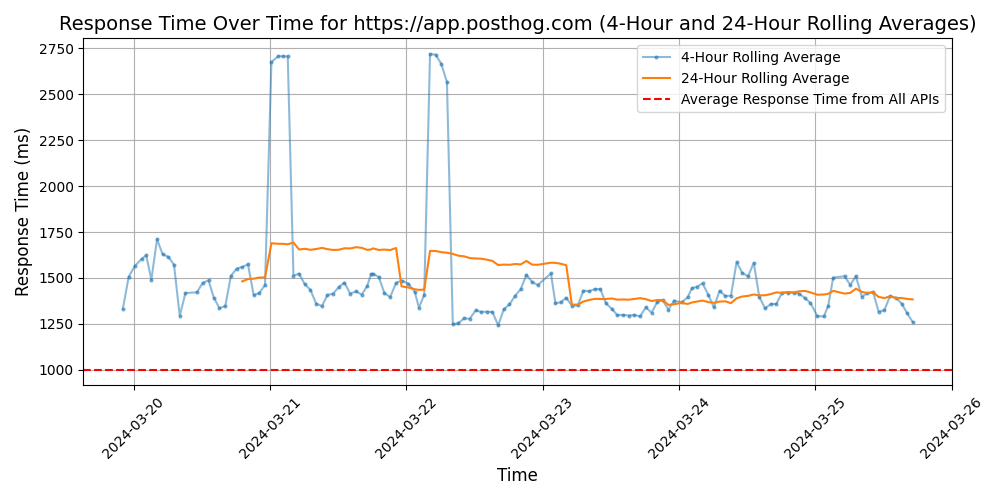 Response Time Over Time for https://app.posthog.com (4-Hour and 24-Hour Rolling Averages)
4-Hour Rolling Average
24-Hour Rolling Average
Average Response Time from All APIs
Response Time (ms)
2750
2500
2250
2000
1750
1500
1250
1000
2024-03-20
2024-03-21
2024-03-22
2024-03-23
2024-03-24
2024-03-25
2024-03-26
Time